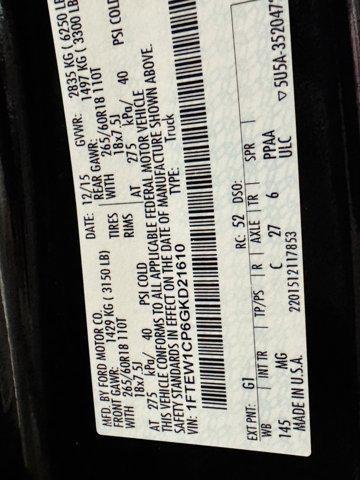 MFD. BY FORD MOTOR CO.
DATE: 12/15 GVWR: 2835 KG ( 6250 LB
FRONT GAWR: 1429 KG ( 3150 LB) REAR GAWR: 1497 KG ( 3300 LB
WITH 265/60R18 110T TIRES WITH 265/60R18 110T
18x7.5J RIMS 18x7.5J
AT 275 kPa/ 40 PSI COLD AT 275 kPa/ 40 PSI COLD
THIS VEHICLE CONFORMS TO ALL APPLICABLE FEDERAL MOTOR VEHICLE
SAFETY STANDARDS IN EFFECT ON THE DATE OF MANUFACTURE SHOWN ABOVE.
VIN: 1FTEW1CP6GKD21610
TYPE: Truck
EXT PNT: G1 RC: 52 DSO:
WB INT TR TP/PS R AXLE TR SPR
145 MG C 27 6 PPAA
MADE IN U.S.A. ULC
2201512117853
▽5U5A-352047